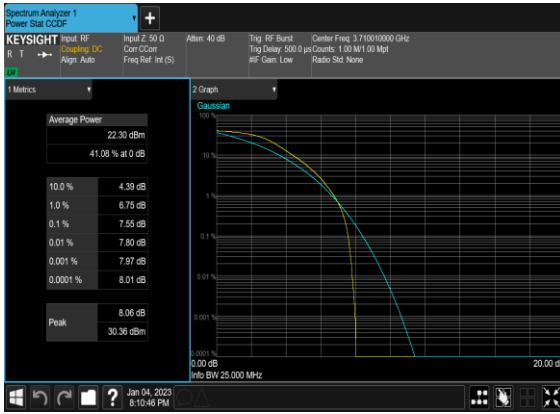 Spectrum Analyzer 1
Power Stat CCDF
+
KEYSIGHT
R T
LV
Input: RF
Coupling: DC
Align: Auto
Input Z: 50 Ω
Corr CCorr
Freq Ref: Int (S)
Atten: 40 dB
Trig: RF Burst
Trig Delay: 500.0 µs
#IF Gain: Low
Center Freq: 3.710010000 GHz
Counts: 1.00 M/1.00 Mpt
Radio Std: None
1 Metrics
Average Power
22.30 dBm
41.08 % at 0 dB
10.0 % 4.39 dB
1.0 % 6.75 dB
0.1 % 7.55 dB
0.01 % 7.80 dB
0.001 % 7.97 dB
0.0001 % 8.01 dB
Peak
8.06 dB
30.36 dBm
2 Graph
Gaussian
100 %
10 %
1 %
0.1 %
0.01 %
0.001 %
0.0001 %
0.00 dB
20.00 d
Info BW 25.000 MHz
?
Jan 04, 2023
8:10:46 PM